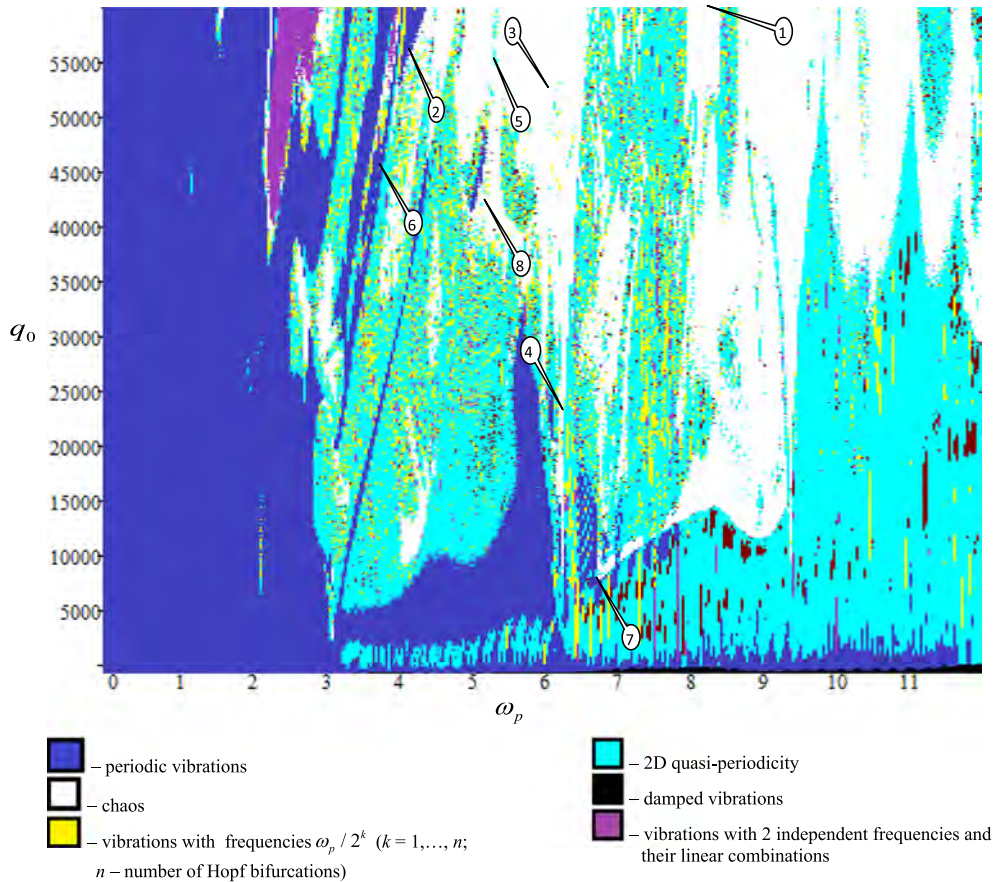 55000
50000
45000
40000
35000
30000
25000
20000
15000
10000
5000
q₀
0 1 2 3 4 5 6 7 8 9 10 11
ωₚ
1
2
3
4
5
6
7
8
– periodic vibrations
– chaos
– vibrations with frequencies ωₚ / 2ᵏ (k = 1,…, n;
n – number of Hopf bifurcations)
– 2D quasi-periodicity
– damped vibrations
– vibrations with 2 independent frequencies and
their linear combinations